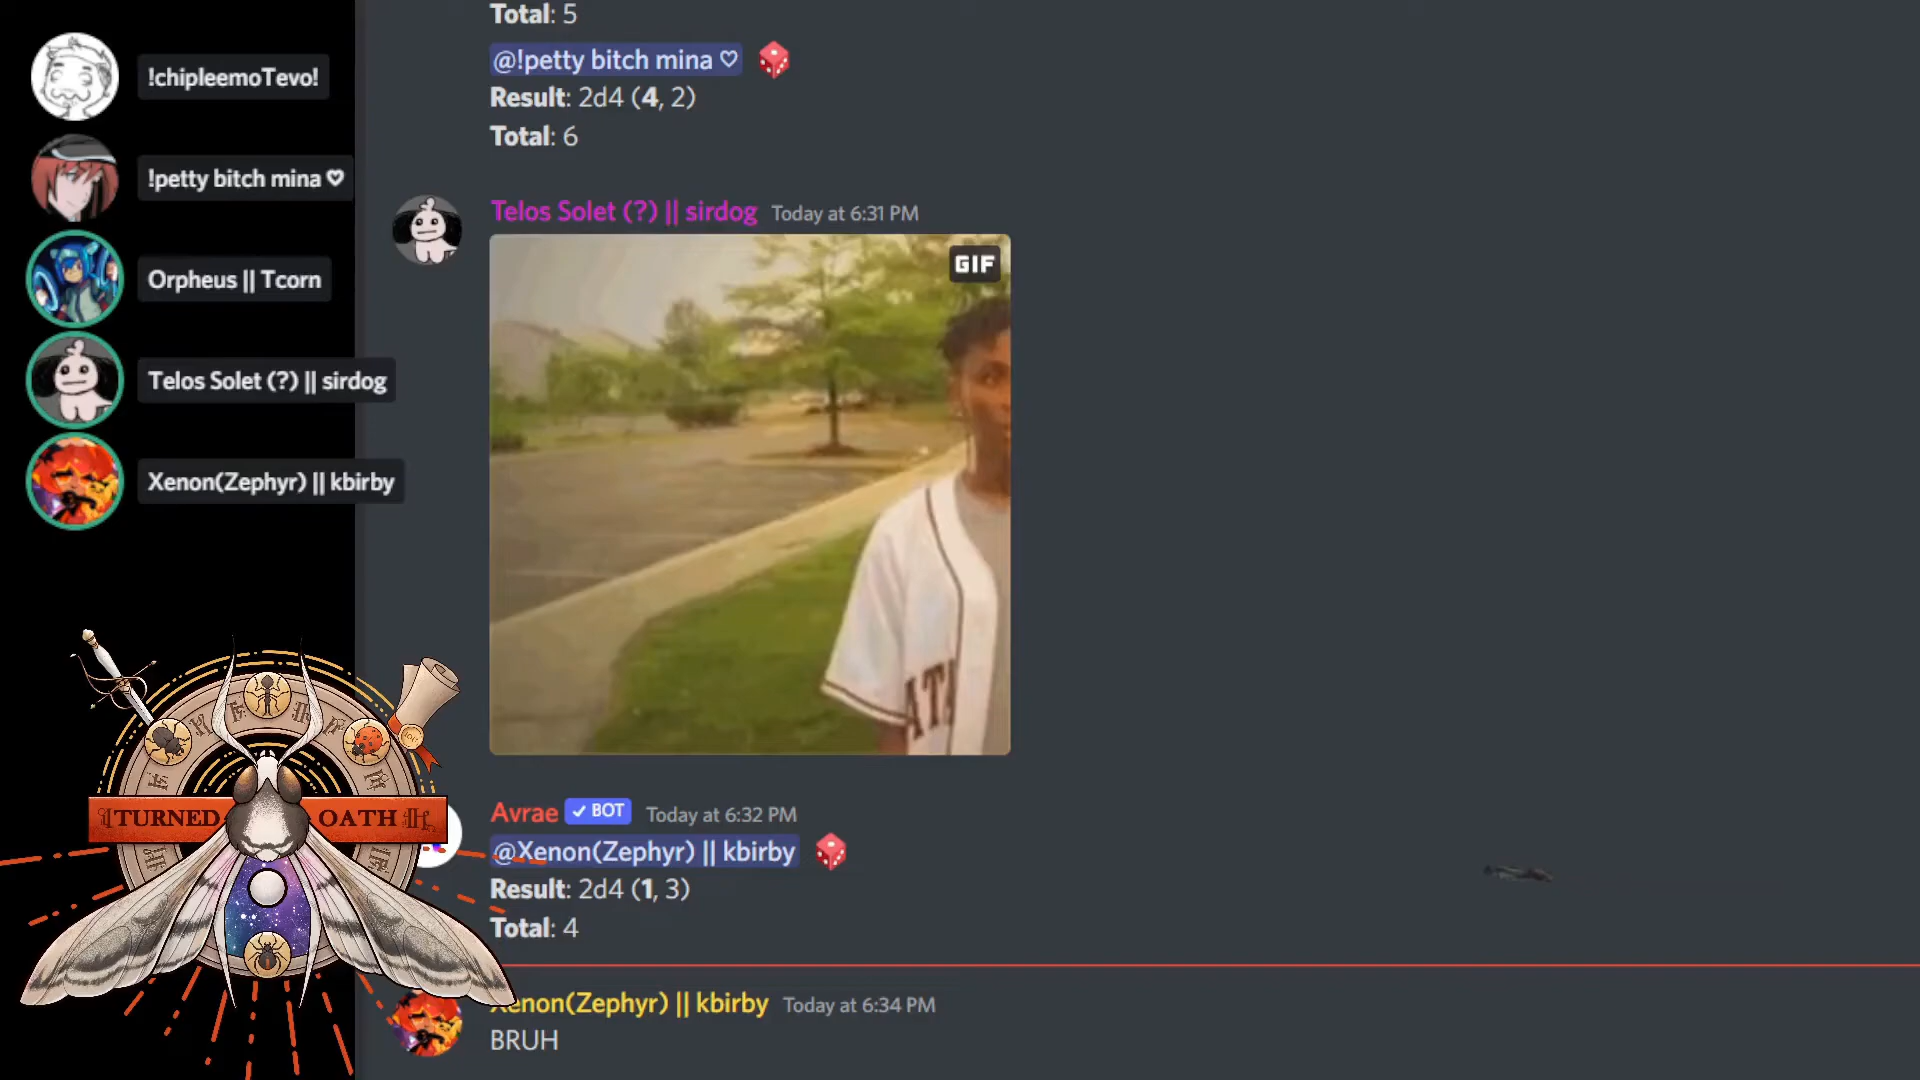 !chipleemoTevo!
!petty bitch mina ♡
Orpheus || Tcorn
Telos Solet (?) || sirdog
Xenon(Zephyr) || kbirby
TURNED OATH
Total: 5
@!petty bitch mina ♡
Result: 2d4 (4, 2)
Total: 6
Telos Solet (?) || sirdog Today at 6:31 PM
GIF
Avrae ✓ BOT Today at 6:32 PM
@Xenon(Zephyr) || kbirby
Result: 2d4 (1, 3)
Total: 4
Xenon(Zephyr) || kbirby Today at 6:34 PM
BRUH